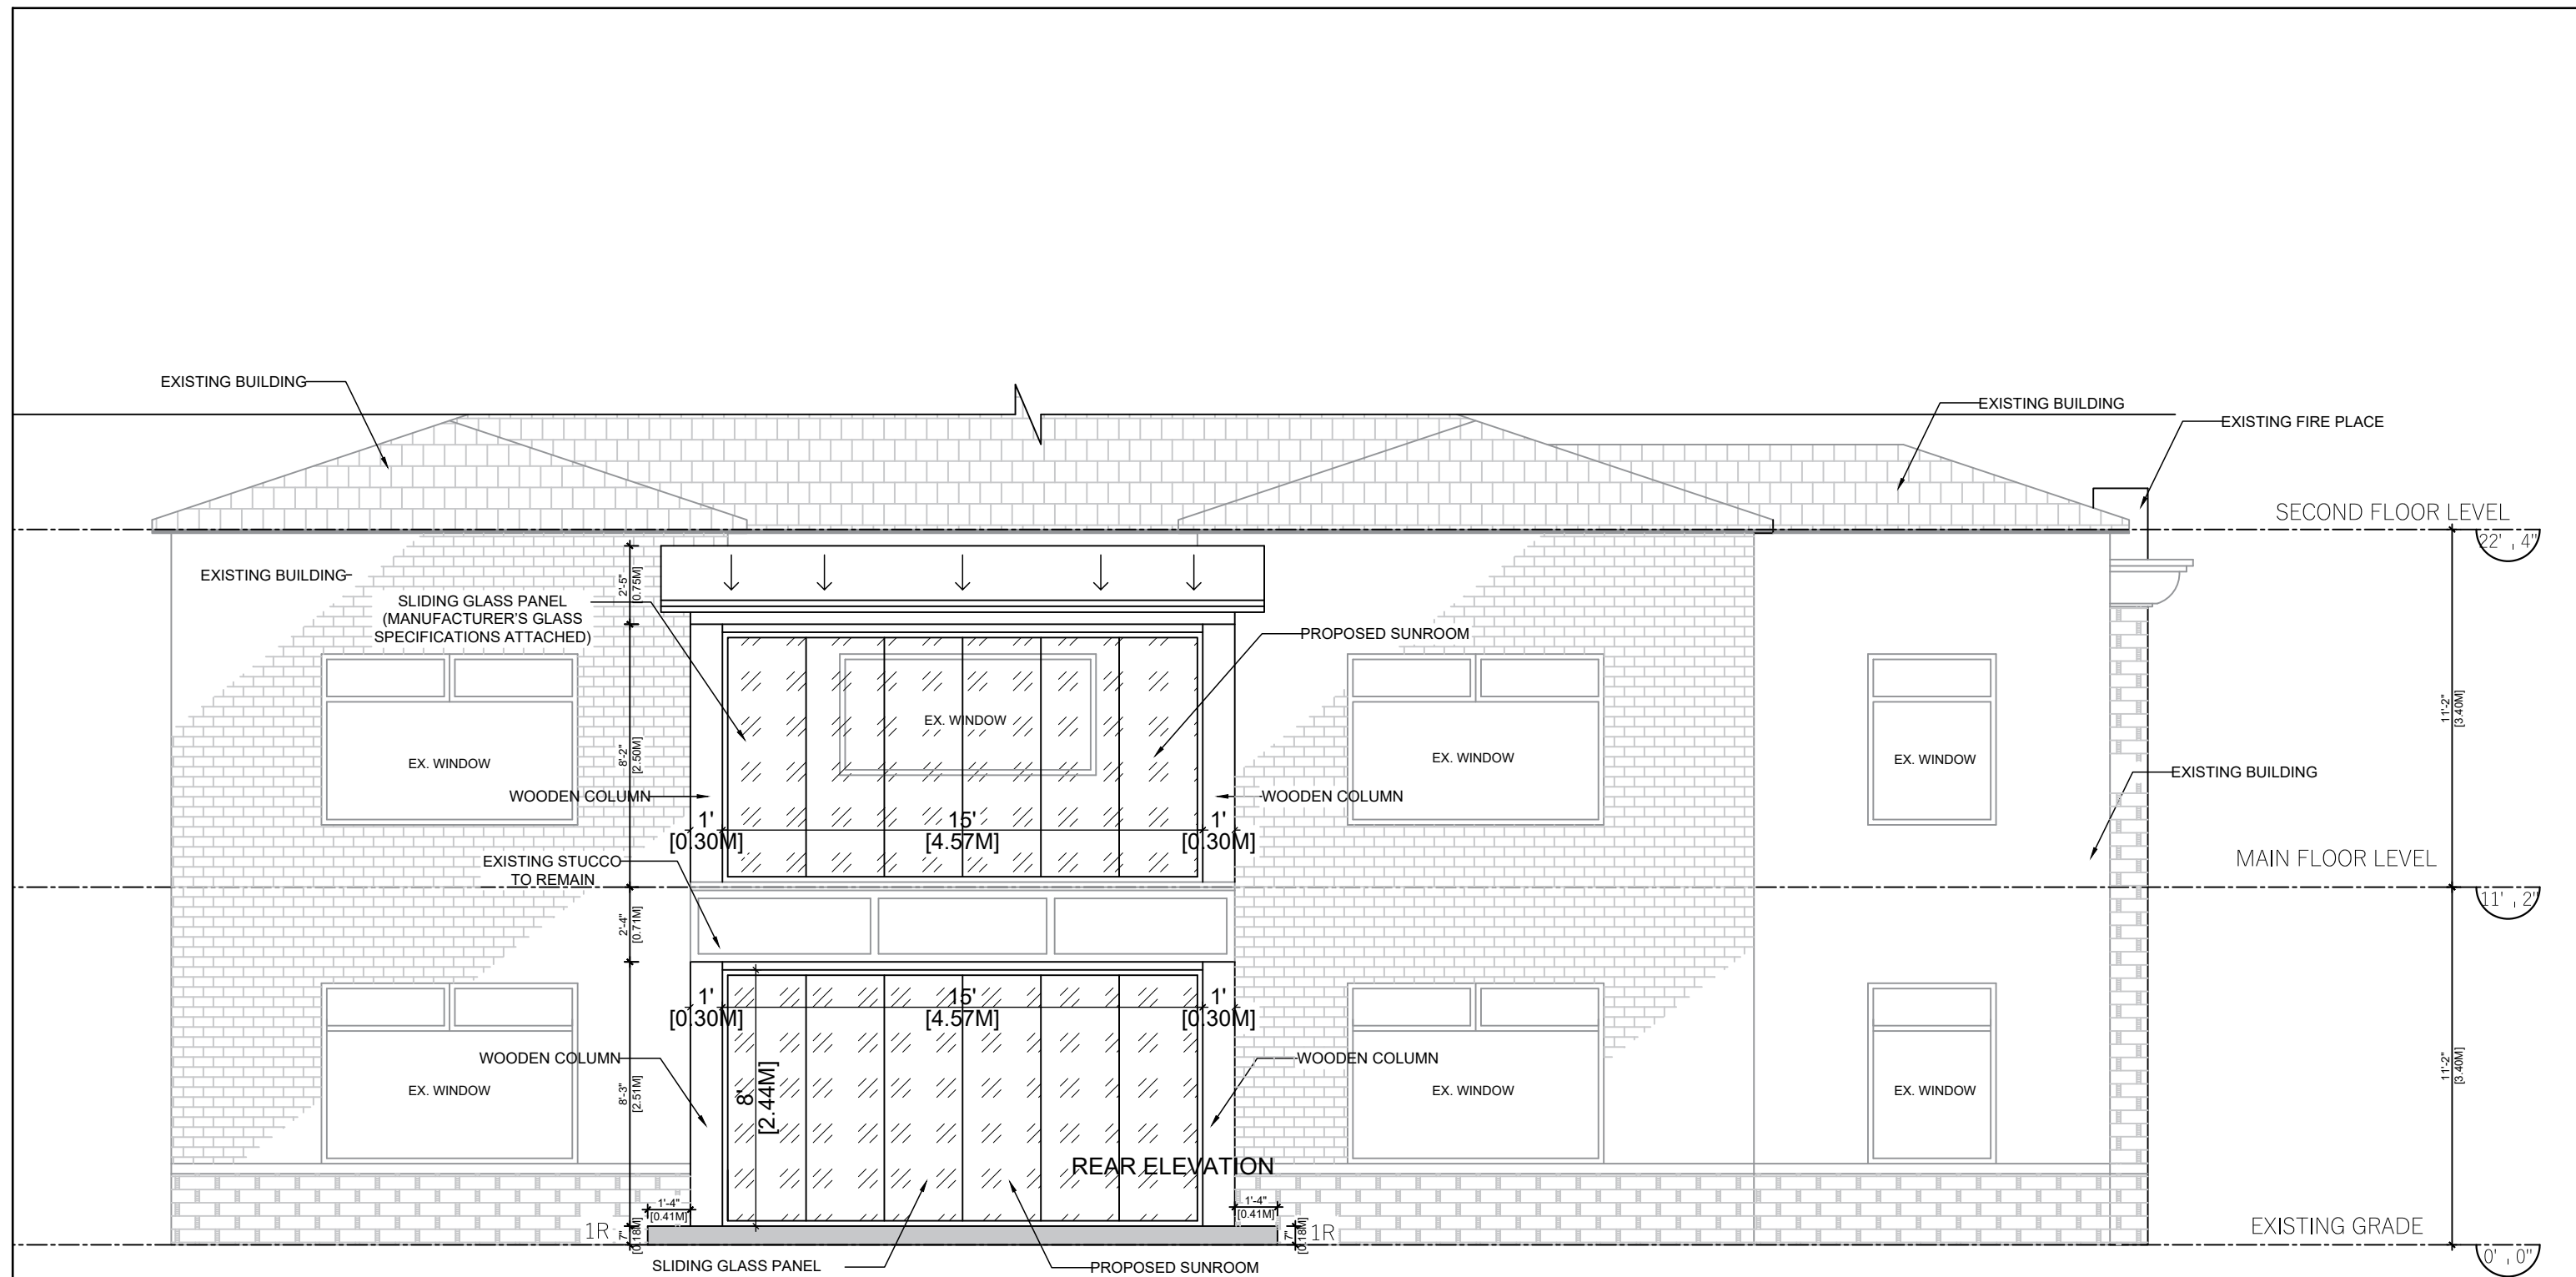 EXISTING BUILDING
EXISTING BUILDING
EXISTING FIRE PLACE
SECOND FLOOR LEVEL
22' , 4"
EXISTING BUILDING
2'-5"
[0.75M]
SLIDING GLASS PANEL
(MANUFACTURER'S GLASS
SPECIFICATIONS ATTACHED)
PROPOSED SUNROOM
EX. WINDOW
8'-2"
[2.50M]
EX. WINDOW
EX. WINDOW
EX. WINDOW
11'-2"
[3.40M]
EXISTING BUILDING
WOODEN COLUMN
WOODEN COLUMN
1'
[0.30M]
15'
[4.57M]
1'
[0.30M]
EXISTING STUCCO
TO REMAIN
MAIN FLOOR LEVEL
11' , 2"
2'-4"
[0.71M]
1'
[0.30M]
15'
[4.57M]
1'
[0.30M]
WOODEN COLUMN
WOODEN COLUMN
8'
[2.44M]
8'-3"
[2.51M]
EX. WINDOW
EX. WINDOW
EX. WINDOW
11'-2"
[3.40M]
REAR ELEVATION
1'-4"
[0.41M]
1'-4"
[0.41M]
1R
7"
[0.18M]
7"
[0.18M]
1R
EXISTING GRADE
0' , 0"
SLIDING GLASS PANEL
PROPOSED SUNROOM